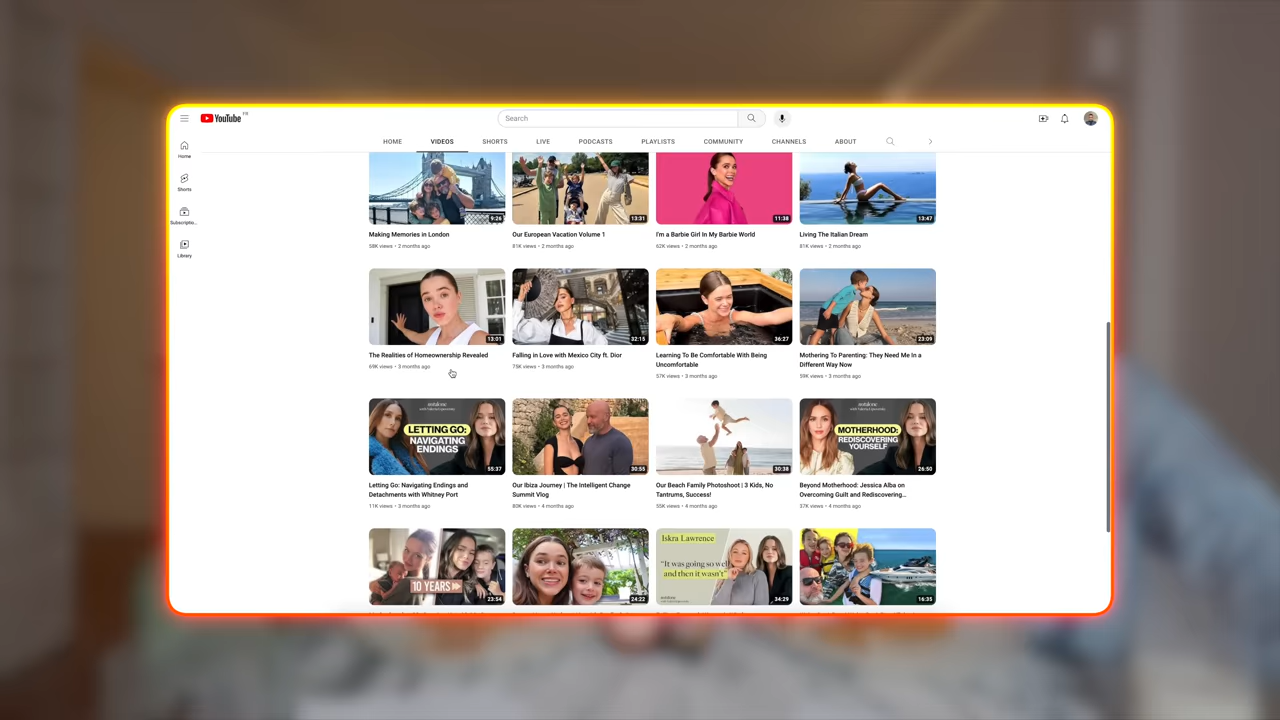 YouTube FR
Search
HOME VIDEOS SHORTS LIVE PODCASTS PLAYLISTS COMMUNITY CHANNELS ABOUT
Home
Shorts
Subscriptio...
Library
9:26
13:31
11:38
13:47
Making Memories in London
58K views • 2 months ago
Our European Vacation Volume 1
81K views • 2 months ago
I'm a Barbie Girl In My Barbie World
62K views • 2 months ago
Living The Italian Dream
81K views • 2 months ago
13:01
32:15
36:27
23:09
The Realities of Homeownership Revealed
69K views • 3 months ago
Falling in Love with Mexico City ft. Dior
75K views • 3 months ago
Learning To Be Comfortable With Being
Uncomfortable
57K views • 3 months ago
Mothering To Parenting: They Need Me In a
Different Way Now
59K views • 3 months ago
LETTING GO:
NAVIGATING
ENDINGS
55:37
30:55
30:38
MOTHERHOOD:
REDISCOVERING
YOURSELF
26:50
Letting Go: Navigating Endings and
Detachments with Whitney Port
11K views • 3 months ago
Our Ibiza Journey | The Intelligent Change
Summit Vlog
80K views • 4 months ago
Our Beach Family Photoshoot | 3 Kids, No
Tantrums, Success!
55K views • 4 months ago
Beyond Motherhood: Jessica Alba on
Overcoming Guilt and Rediscovering...
37K views • 4 months ago
10 YEARS
23:54
24:22
Iskra Lawrence
"It was going so well
and then it wasn't"
34:29
16:35